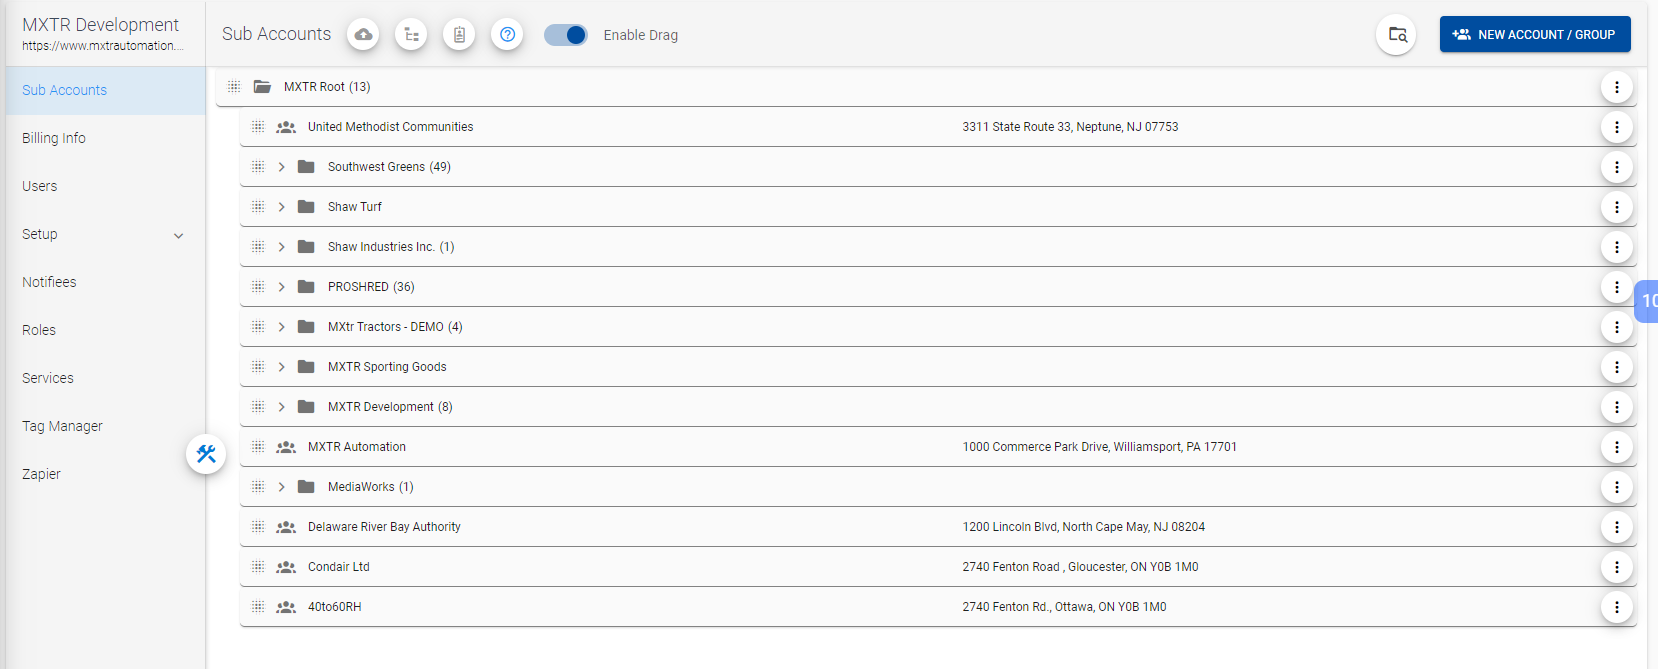 MXTR Development
https://www.mxtrautomation....
Sub Accounts
Billing Info
Users
Setup
Notifiees
Roles
Services
Tag Manager
Zapier
Sub Accounts
Enable Drag
NEW ACCOUNT / GROUP
MXTR Root (13)
United Methodist Communities 3311 State Route 33, Neptune, NJ 07753
Southwest Greens (49)
Shaw Turf
Shaw Industries Inc. (1)
PROSHRED (36)
MXtr Tractors - DEMO (4)
MXTR Sporting Goods
MXTR Development (8)
MXTR Automation 1000 Commerce Park Drive, Williamsport, PA 17701
MediaWorks (1)
Delaware River Bay Authority 1200 Lincoln Blvd, North Cape May, NJ 08204
Condair Ltd 2740 Fenton Road , Gloucester, ON Y0B 1M0
40to60RH 2740 Fenton Rd., Ottawa, ON Y0B 1M0